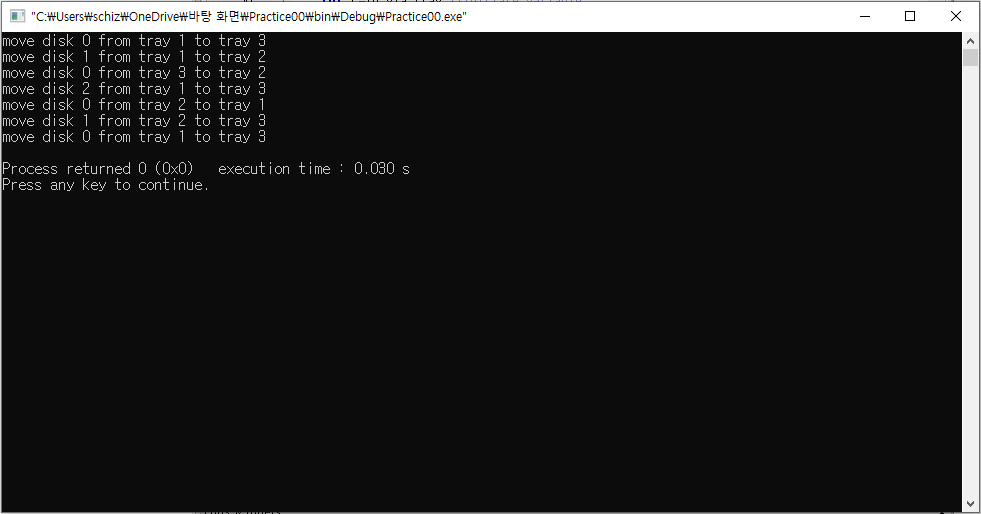 "C:₩Users₩schiz₩OneDrive₩바탕 화면₩Practice00₩bin₩Debug₩Practice00.exe"
move disk 0 from tray 1 to tray 3
move disk 1 from tray 1 to tray 2
move disk 0 from tray 3 to tray 2
move disk 2 from tray 1 to tray 3
move disk 0 from tray 2 to tray 1
move disk 1 from tray 2 to tray 3
move disk 0 from tray 1 to tray 3
Process returned 0 (0x0)   execution time : 0.030 s
Press any key to continue.